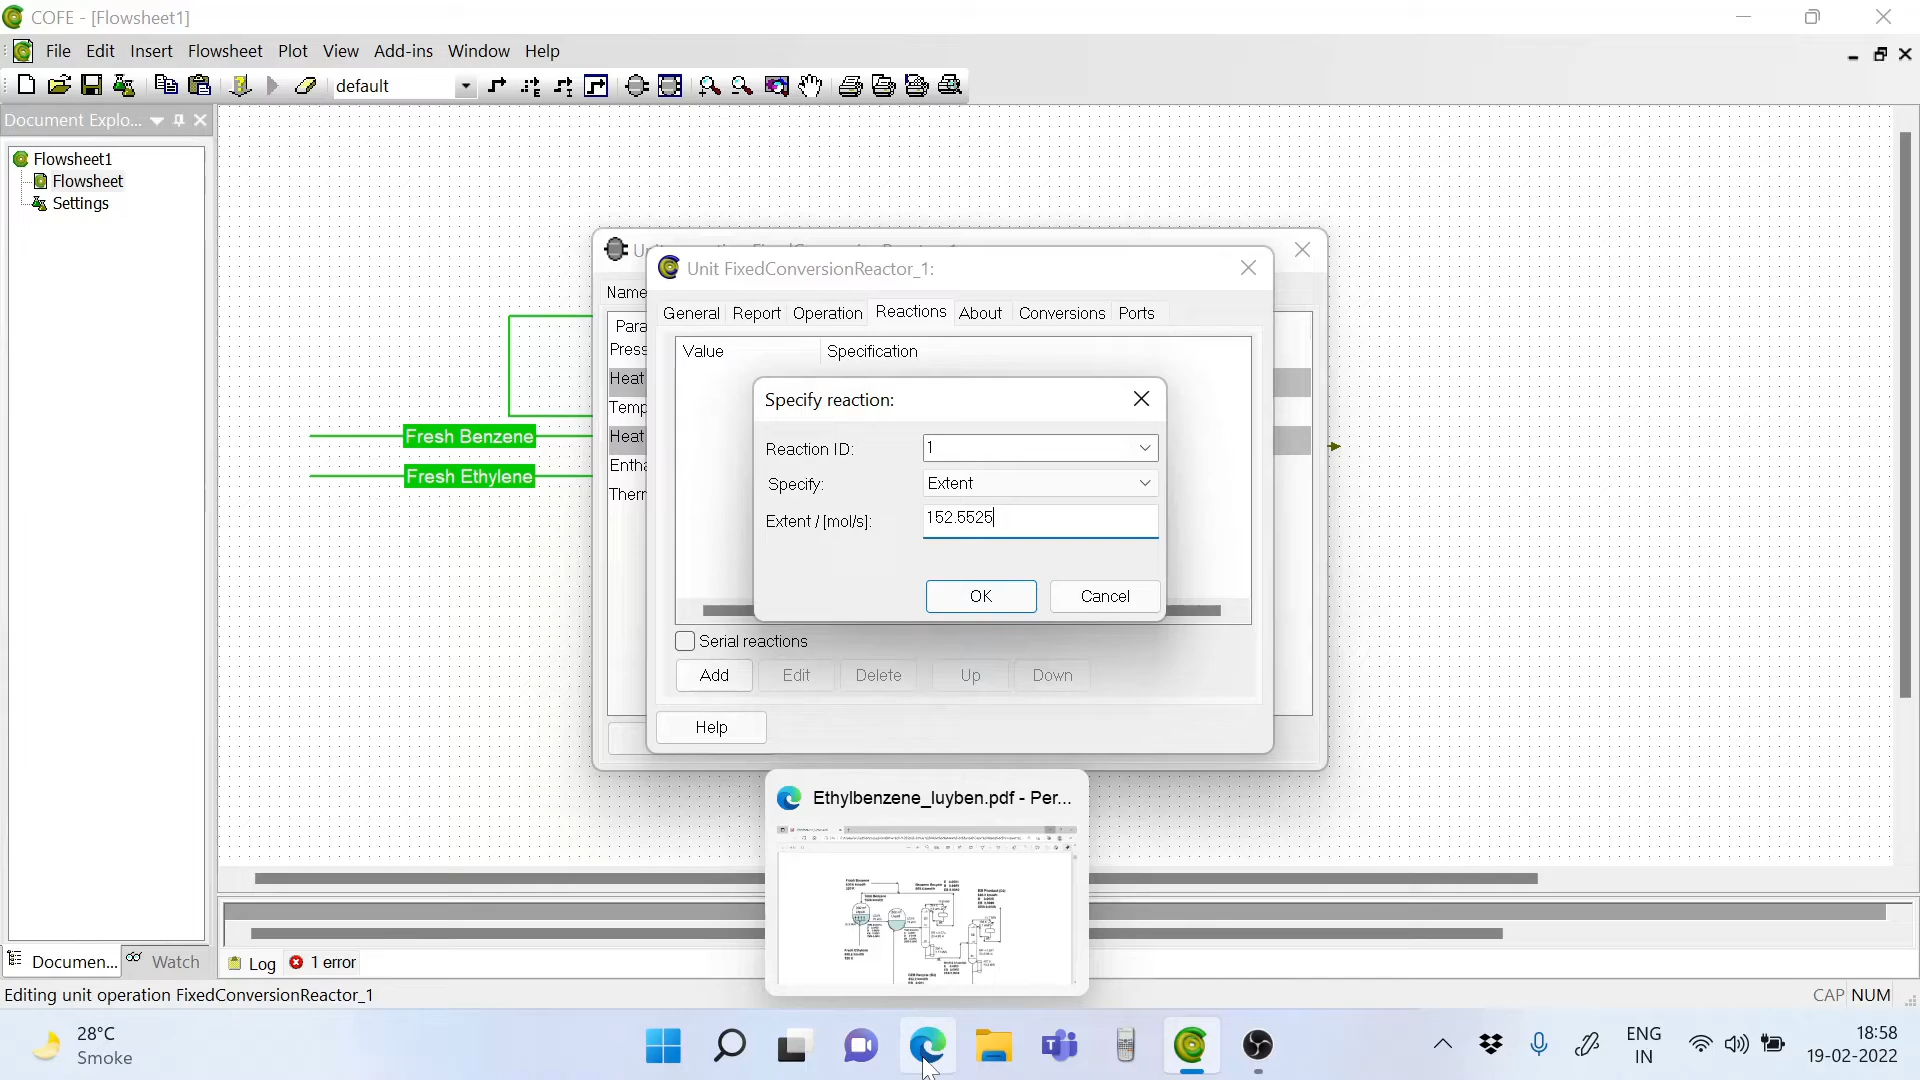 COFE - [Flowsheet1]
File Edit Insert Flowsheet Plot View Add-ins Window Help
default
Document Explo...
Flowsheet1
Flowsheet
Settings
Fresh Benzene
Fresh Ethylene
Name
Para
Press
Heat
Temp
Heat
Entha
Ther
Unit FixedConversionReactor_1:
General Report Operation Reactions About Conversions Ports
Value Specification
Specify reaction:
Reaction ID: 1
Specify: Extent
Extent / [mol/s]: 152.5525
OK Cancel
Serial reactions
Add Edit Delete Up Down
Help
Ethylbenzene_luyben.pdf - Per...
Documen... Watch
Log 1 error
Editing unit operation FixedConversionReactor_1
CAP NUM
28°C
Smoke
ENG
IN
18:58
19-02-2022